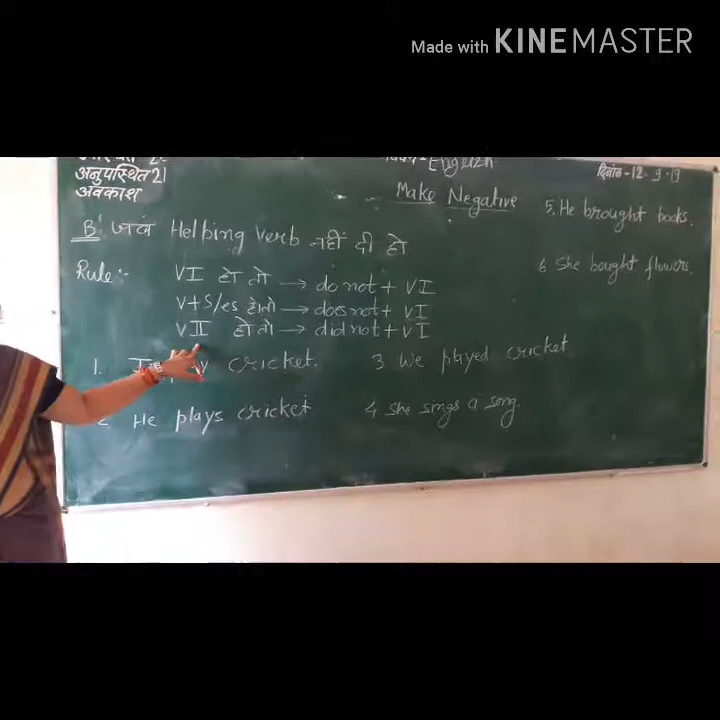 Made with KINEMASTER
English
दिनांक-12-9-19
अनुपस्थित 21
अवकाश
Make Negative
B जब Helping Verb नहीं दी हो
Rule:- VI हो तो → do not + VI
V+S/es हो तो → does not + VI
VII हो तो → did not + VI
1. I cricket.
2 He plays cricket
3 We played cricket
4 She sings a song.
5. He brought books.
6 She bought flowers.